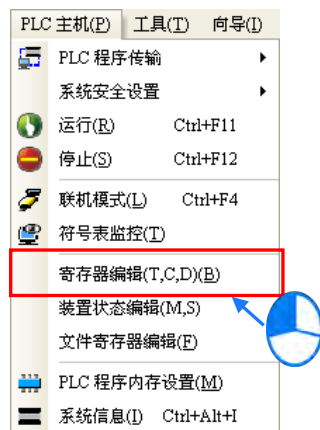 PLC 主机(P) 工具(T) 向导(I)
PLC 程序传输
系统安全设置
运行(R) Ctrl+F11
停止(S) Ctrl+F12
联机模式(L) Ctrl+F4
符号表监控(T)
寄存器编辑(T,C,D)(B)
装置状态编辑(M,S)
文件寄存器编辑(F)
PLC 程序内存设置(M)
系统信息(I) Ctrl+Alt+I